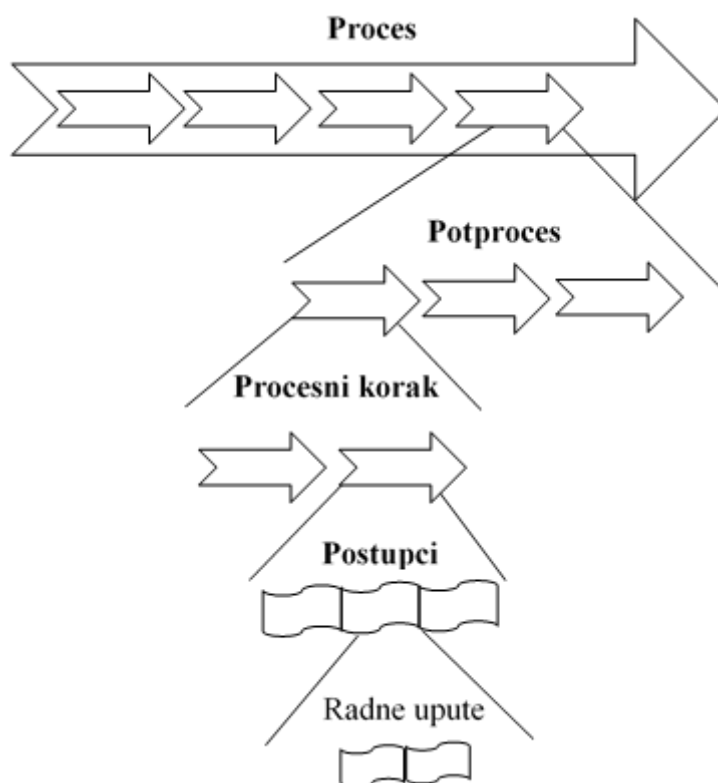 Proces
Potproces
Procesni korak
Postupci
Radne upute